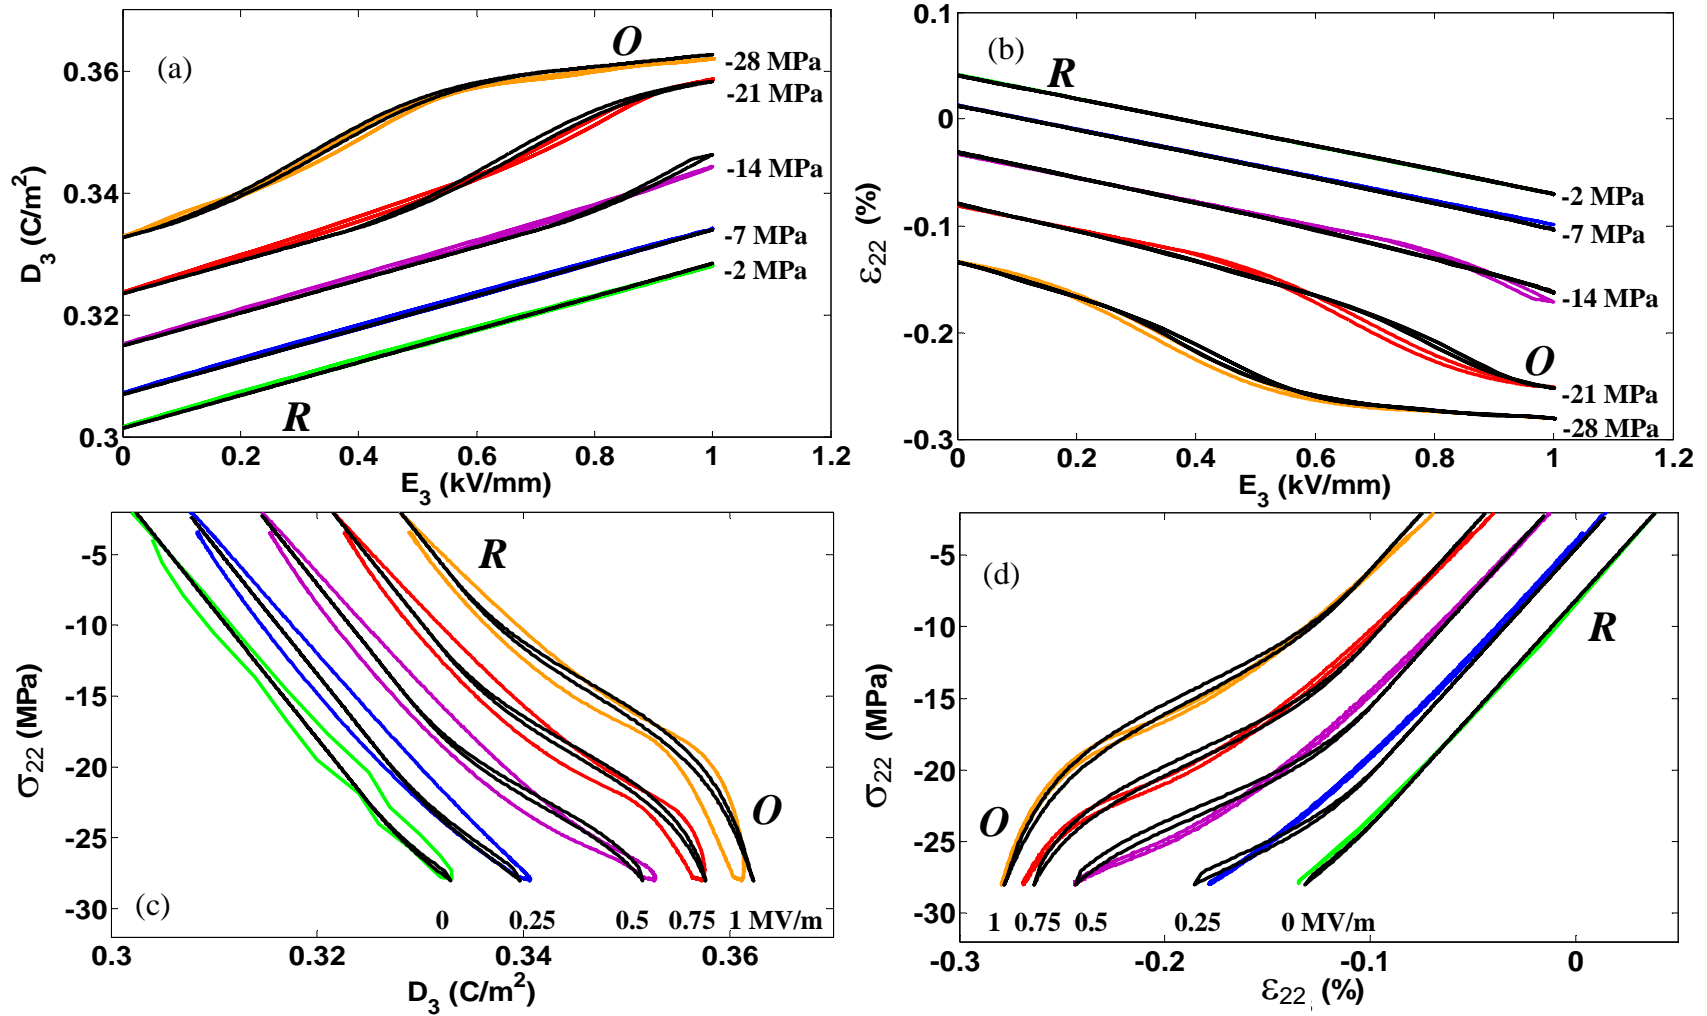 (a)
O
-28 MPa
-21 MPa
-14 MPa
-7 MPa
-2 MPa
R
0.36
0.34
0.32
0.3
D3 (C/m2)
0 0.2 0.4 0.6 0.8 1 1.2
E3 (kV/mm)
(b)
R
-2 MPa
-7 MPa
-14 MPa
O
-21 MPa
-28 MPa
0.1
0
-0.1
-0.2
-0.3
ε22 (%)
0 0.2 0.4 0.6 0.8 1 1.2
E3 (kV/mm)
R
O
(c)
0 0.25 0.5 0.75 1 MV/m
-5
-10
-15
-20
-25
-30
σ22 (MPa)
0.3 0.32 0.34 0.36
D3 (C/m2)
(d)
R
O
1 0.75 0.5 0.25 0 MV/m
-5
-10
-15
-20
-25
-30
σ22 (MPa)
-0.3 -0.2 -0.1 0
ε22 (%)